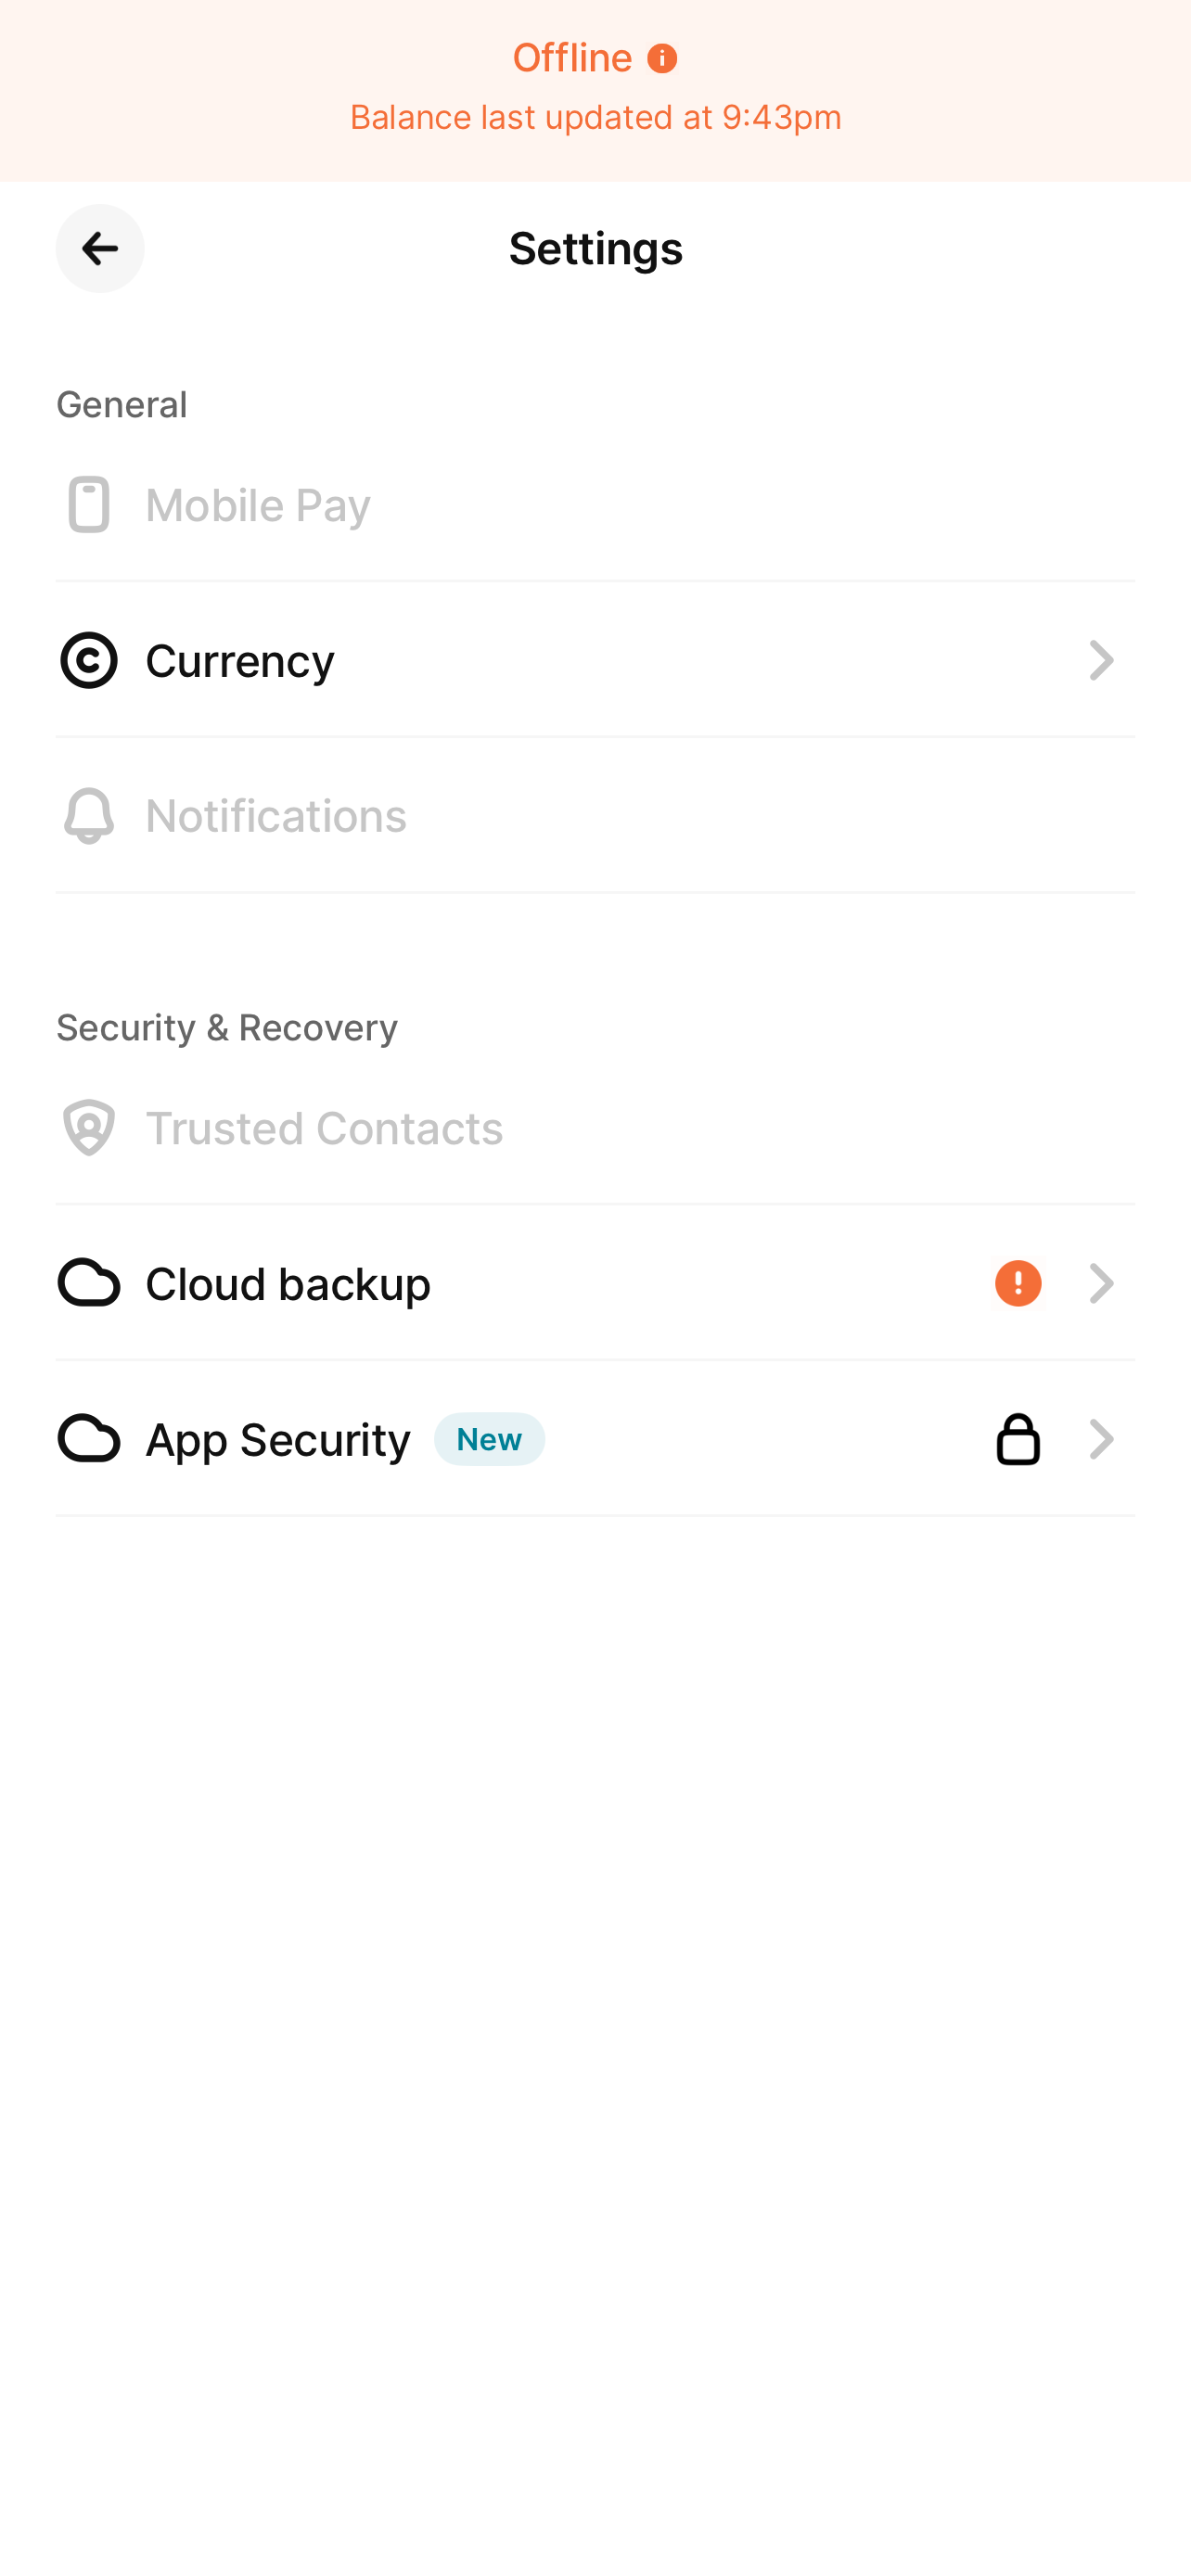 Offline
Balance last updated at 9:43pm
Settings
General
Mobile Pay
Currency
Notifications
Security & Recovery
Trusted Contacts
Cloud backup
App Security New